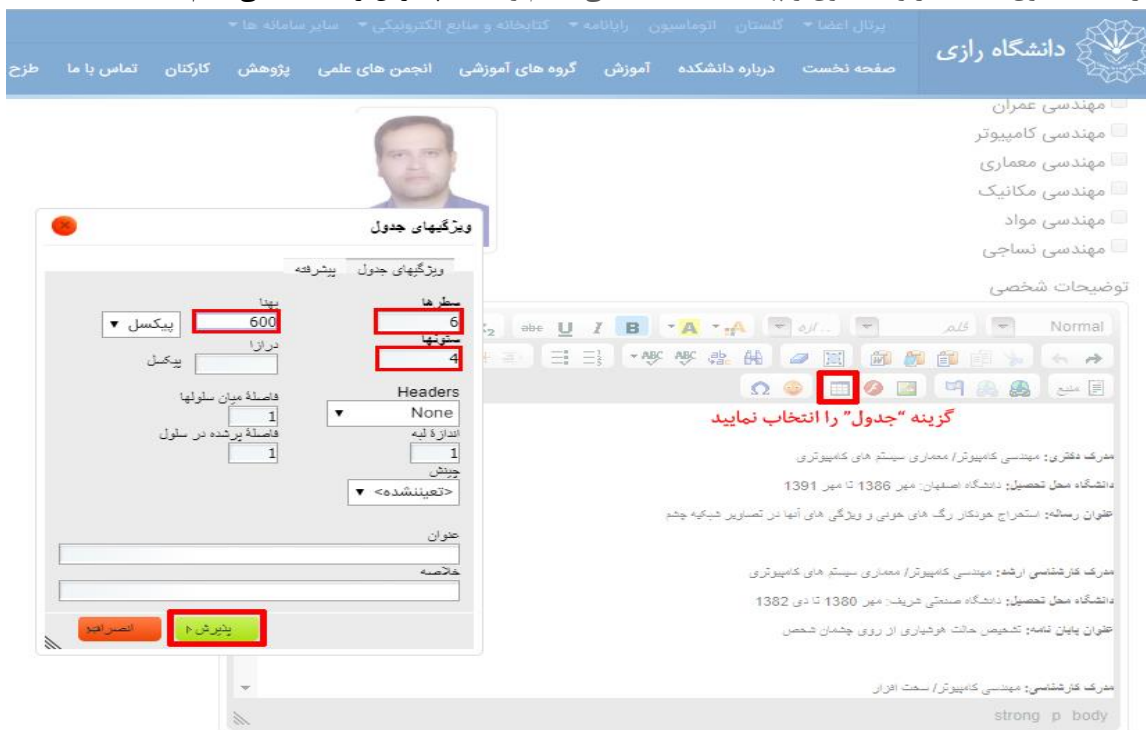 پرتال اعضا گلستان اتوماسیون رایانامه کتابخانه و منابع الکترونیکی سایر سامانه ها
دانشگاه رازی
صفحه نخست درباره دانشکده آموزش گروه های آموزشی انجمن های علمی پژوهش کارکنان تماس با ما طرح
مهندسی عمران
مهندسی کامپیوتر
مهندسی معماری
مهندسی مکانیک
مهندسی مواد
مهندسی نساجی
توضیحات شخصی
ویژگیهای جدول
ویژگیهای جدول پیشرفته
سطرها
6
پهنا
600 پیکسل
ستونها
4
درازا
پیکسل
Headers
None
فاصلۀ میان سلولها
1
اندازۀ لبه
1
فاصلۀ پرشده در سلول
1
چینش
<تعیین‌نشده>
عنوان
خلاصه
پذیرش
انصراف
Normal قلم
B I U abc
ABC ABC
منبع Ω
گزینه “جدول” را انتخاب نمایید
مدرک دکتری: مهندسی کامپیوتر/ معماری سیستم های کامپیوتری
دانشگاه محل تحصیل: دانشگاه اصفهان: مهر 1386 تا مهر 1391
عنوان رساله: استخراج خودکار رگ های خونی و ویژگی های آنها در تصاویر شبکیه چشم
مدرک کارشناسی ارشد: مهندسی کامپیوتر/ معماری سیستم های کامپیوتری
دانشگاه محل تحصیل: دانشگاه صنعتی شریف: مهر 1380 تا دی 1382
عنوان پایان نامه: تشخیص حالت هوشیاری از روی چشمان شخص
مدرک کارشناسی: مهندسی کامپیوتر/ سخت افزار
strong p body